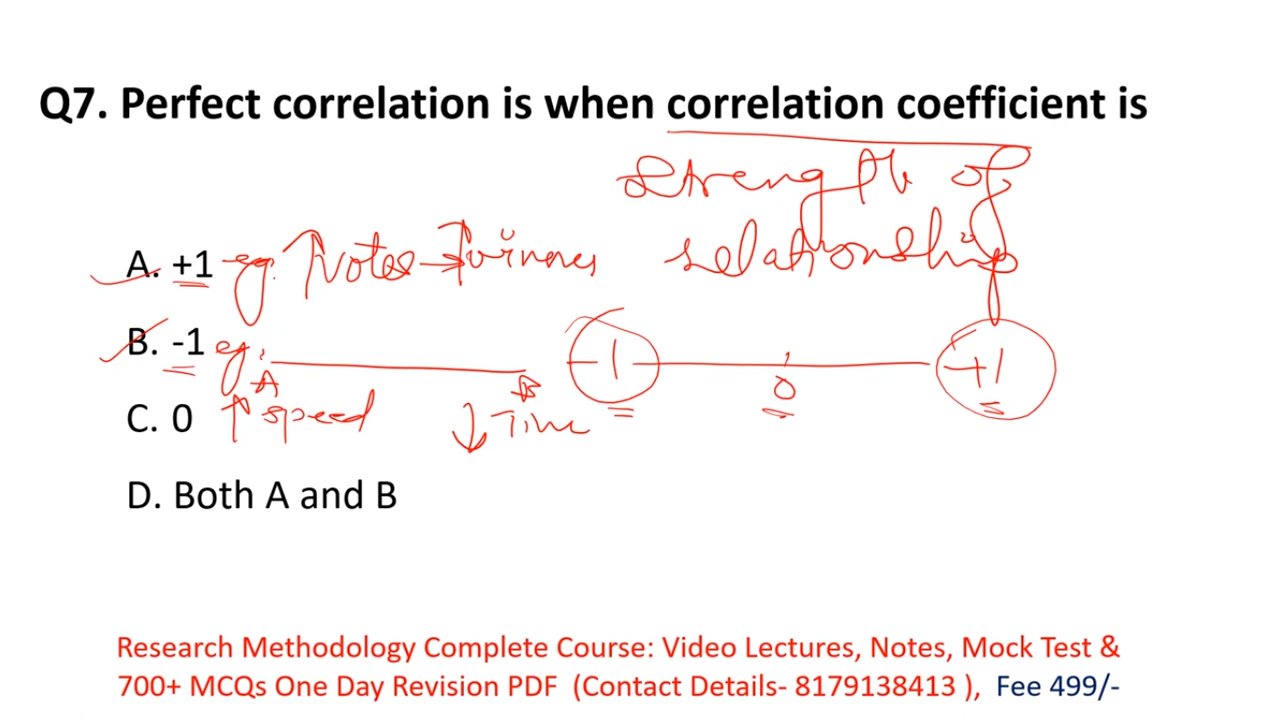 Q7. Perfect correlation is when correlation coefficient is
strength of
relationship
A. +1 eg. ↑Votes →
B. -1 eg:
A B
-1 0 +1
C. 0 ↑ speed ↓ Time
D. Both A and B
Research Methodology Complete Course: Video Lectures, Notes, Mock Test &
700+ MCQs One Day Revision PDF (Contact Details- 8179138413 ), Fee 499/-